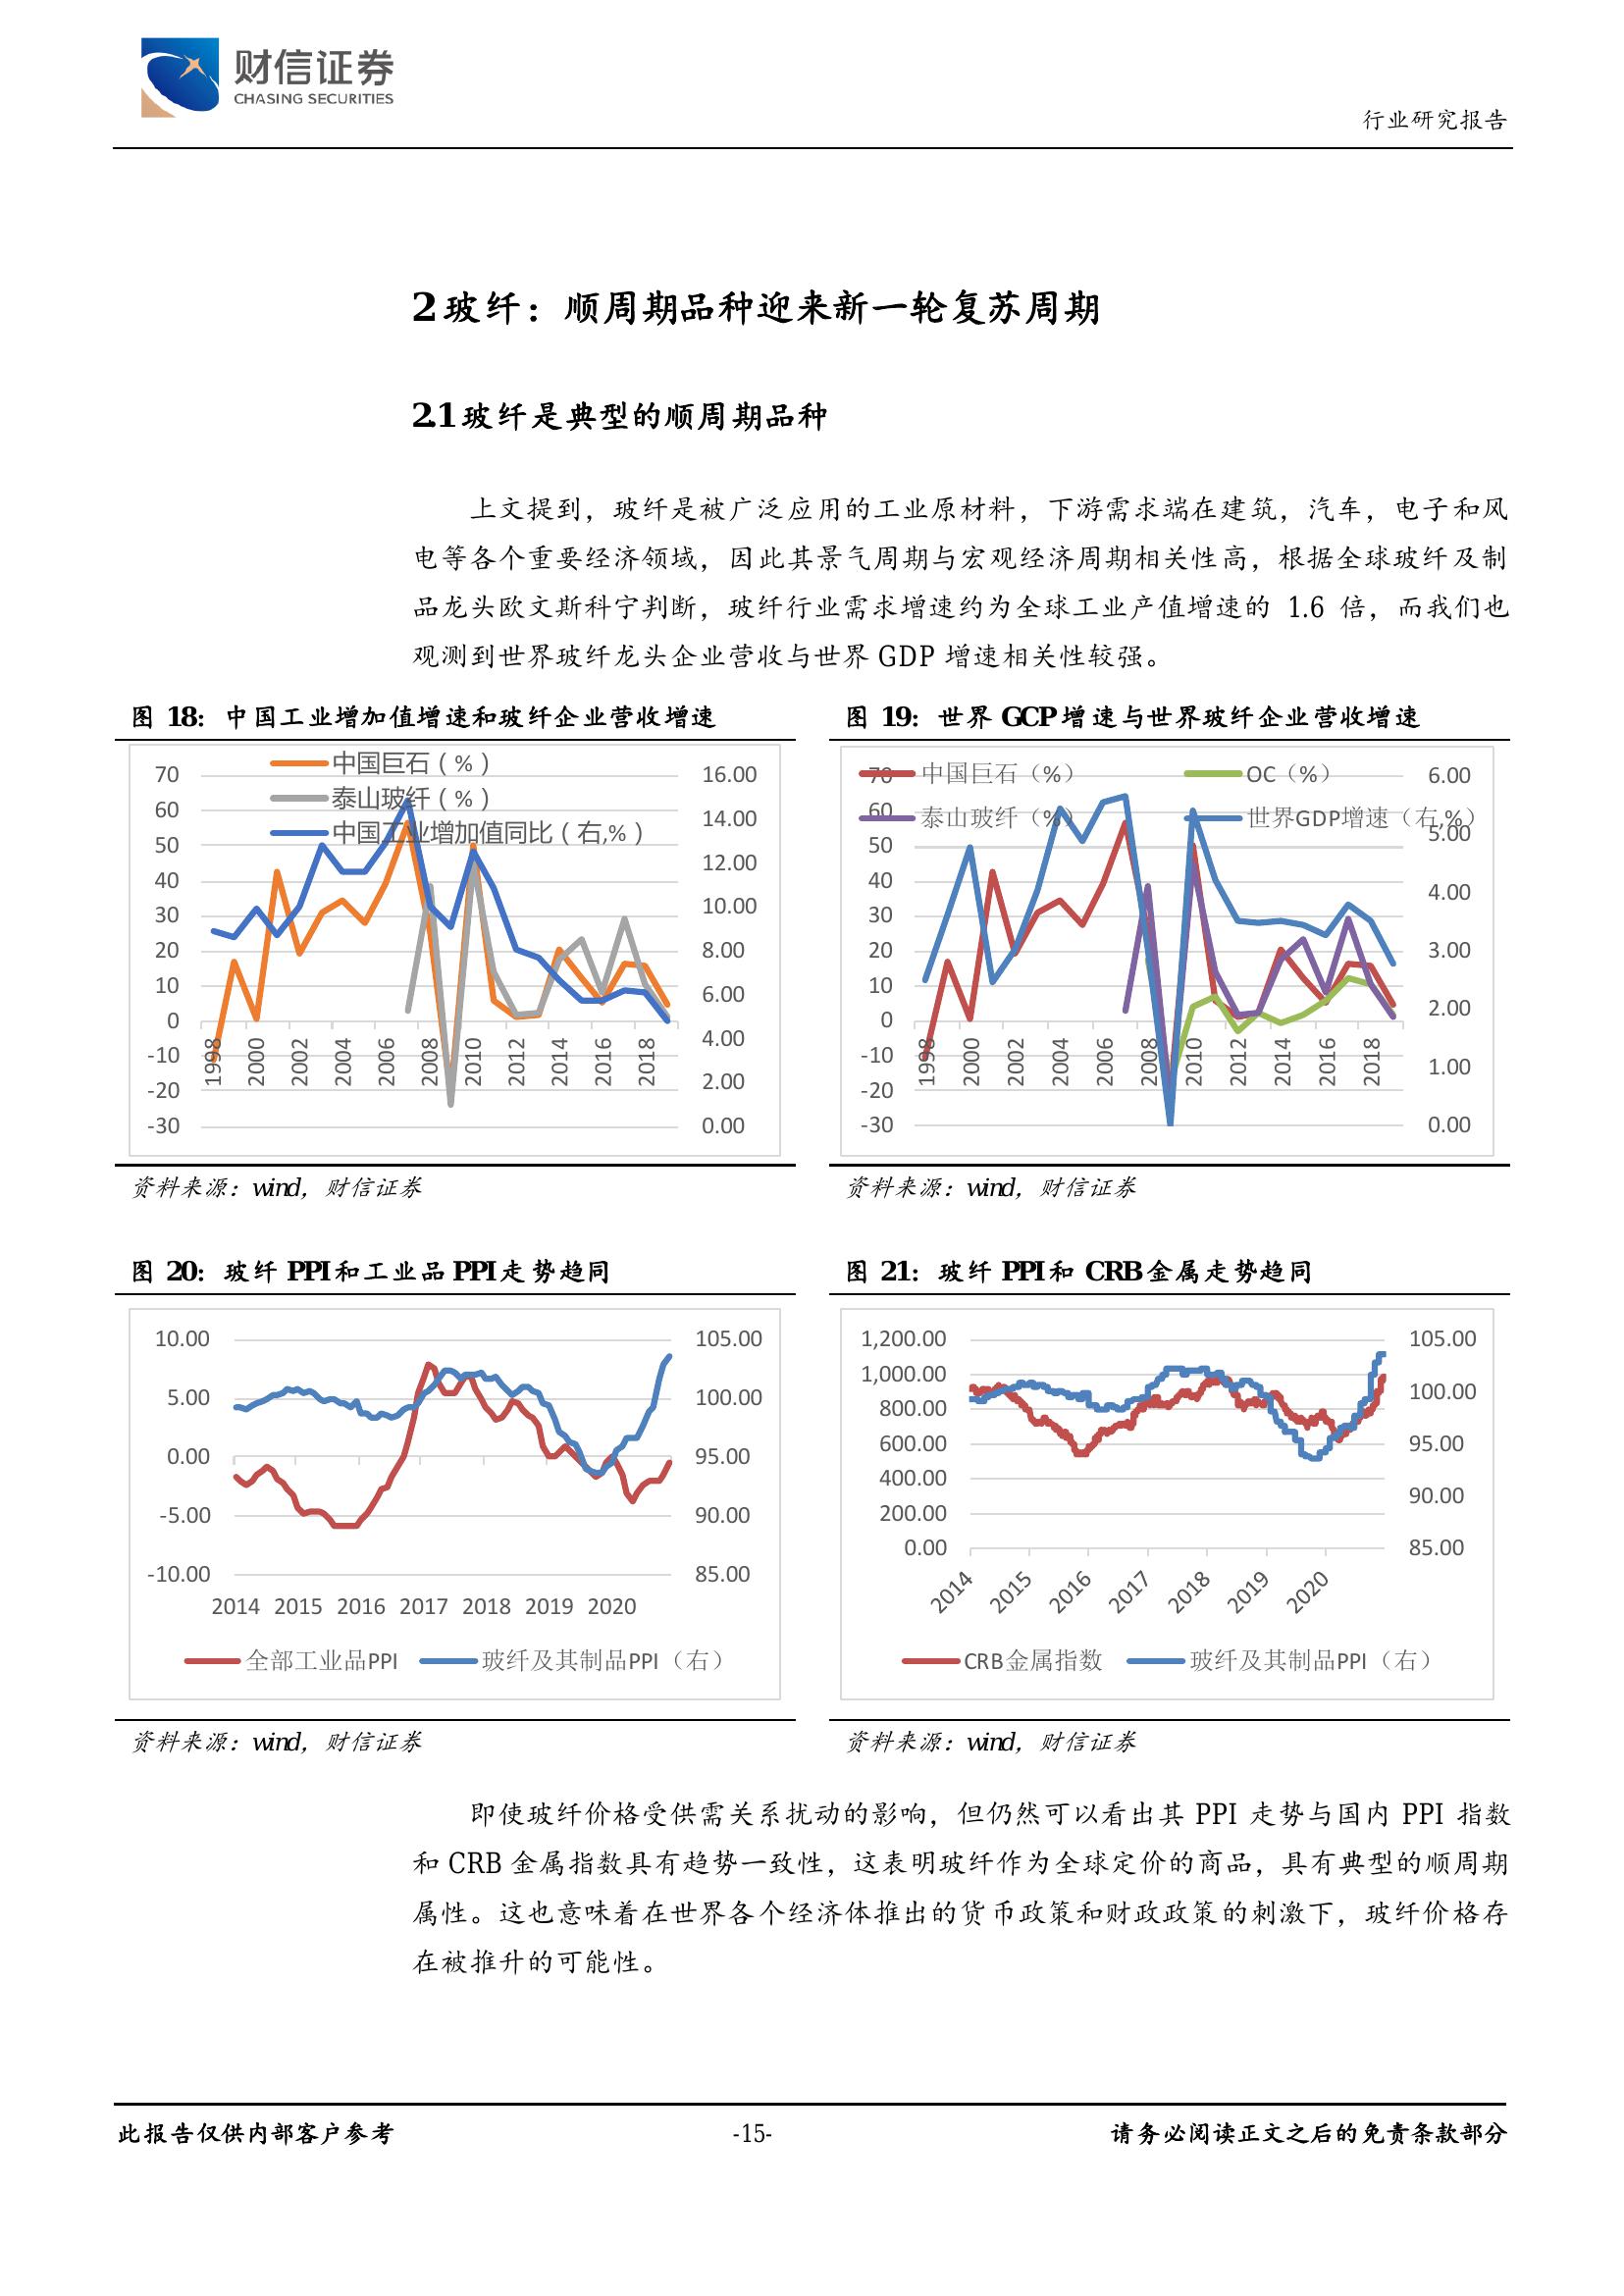 财信证券
CHASING SECURITIES
行业研究报告
2 玻纤：顺周期品种迎来新一轮复苏周期
2.1 玻纤是典型的顺周期品种
上文提到，玻纤是被广泛应用的工业原材料，下游需求端在建筑，汽车，电子和风
电等各个重要经济领域，因此其景气周期与宏观经济周期相关性高，根据全球玻纤及制
品龙头欧文斯科宁判断，玻纤行业需求增速约为全球工业产值增速的 1.6 倍，而我们也
观测到世界玻纤龙头企业营收与世界 GDP 增速相关性较强。
图 18：中国工业增加值增速和玻纤企业营收增速
中国巨石（%）
泰山玻纤（%）
中国工业增加值同比（右,%）
70
60
50
40
30
20
10
0
-10
-20
-30
16.00
14.00
12.00
10.00
8.00
6.00
4.00
2.00
0.00
1998 2000 2002 2004 2006 2008 2010 2012 2014 2016 2018
资料来源：wind，财信证券
图 19：世界 GCP 增速与世界玻纤企业营收增速
中国巨石（%） OC（%）
泰山玻纤（%） 世界GDP增速（右,%）
70
60
50
40
30
20
10
0
-10
-20
-30
6.00
5.00
4.00
3.00
2.00
1.00
0.00
1998 2000 2002 2004 2006 2008 2010 2012 2014 2016 2018
资料来源：wind，财信证券
图 20：玻纤 PPI 和工业品 PPI 走势趋同
10.00
5.00
0.00
-5.00
-10.00
105.00
100.00
95.00
90.00
85.00
2014 2015 2016 2017 2018 2019 2020
全部工业品PPI 玻纤及其制品PPI（右）
资料来源：wind，财信证券
图 21：玻纤 PPI 和 CRB 金属走势趋同
1,200.00
1,000.00
800.00
600.00
400.00
200.00
0.00
105.00
100.00
95.00
90.00
85.00
2014 2015 2016 2017 2018 2019 2020
CRB金属指数 玻纤及其制品PPI（右）
资料来源：wind，财信证券
即使玻纤价格受供需关系扰动的影响，但仍然可以看出其 PPI 走势与国内 PPI 指数
和 CRB 金属指数具有趋势一致性，这表明玻纤作为全球定价的商品，具有典型的顺周期
属性。这也意味着在世界各个经济体推出的货币政策和财政政策的刺激下，玻纤价格存
在被推升的可能性。
此报告仅供内部客户参考 -15- 请务必阅读正文之后的免责条款部分